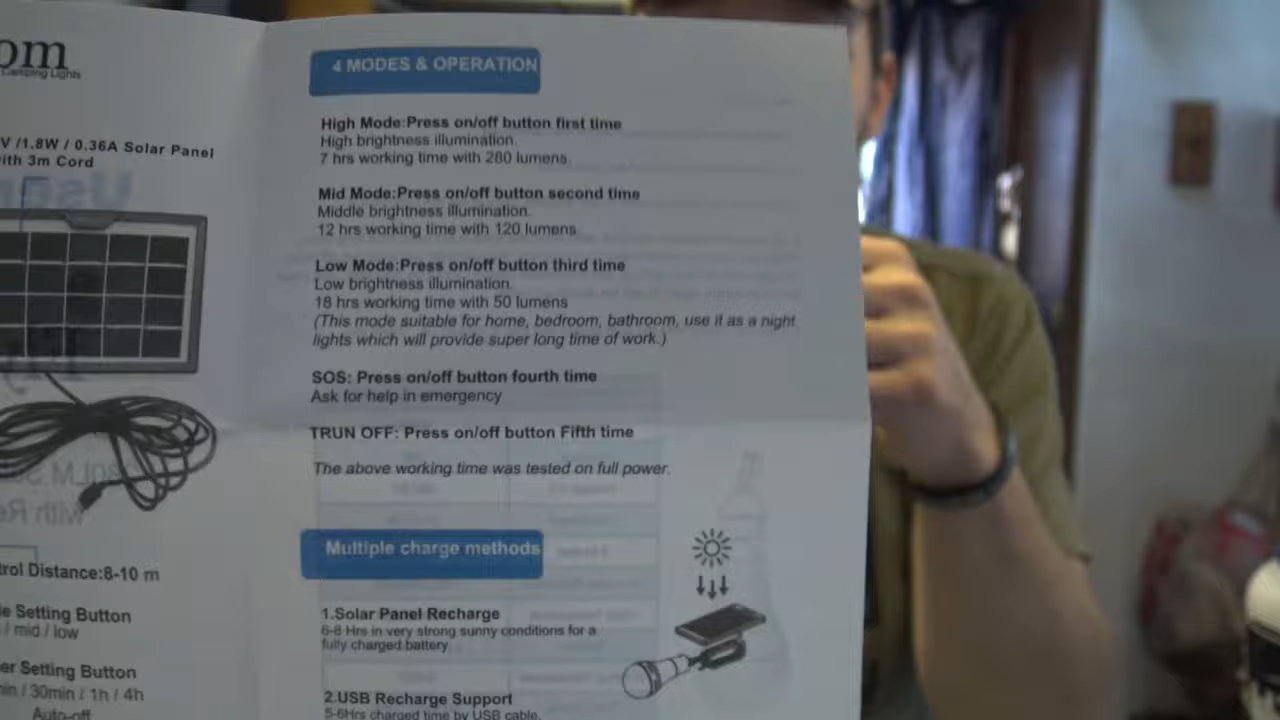 om
Camping Lights
V /1.8W / 0.36A Solar Panel
ith 3m Cord
trol Distance:8-10 m
e Setting Button
/ mid / low
er Setting Button
min / 30min / 1h / 4h
Auto-off
4 MODES & OPERATION
High Mode:Press on/off button first time
High brightness illumination.
7 hrs working time with 280 lumens.
Mid Mode:Press on/off button second time
Middle brightness illumination.
12 hrs working time with 120 lumens
Low Mode:Press on/off button third time
Low brightness illumination.
18 hrs working time with 50 lumens
(This mode suitable for home, bedroom, bathroom, use it as a night
lights which will provide super long time of work.)
SOS: Press on/off button fourth time
Ask for help in emergency
TRUN OFF: Press on/off button Fifth time
The above working time was tested on full power.
Multiple charge methods
1.Solar Panel Recharge
6-8 Hrs in very strong sunny conditions for a
fully charged battery
2.USB Recharge Support
5-6Hrs charged time by USB cable.